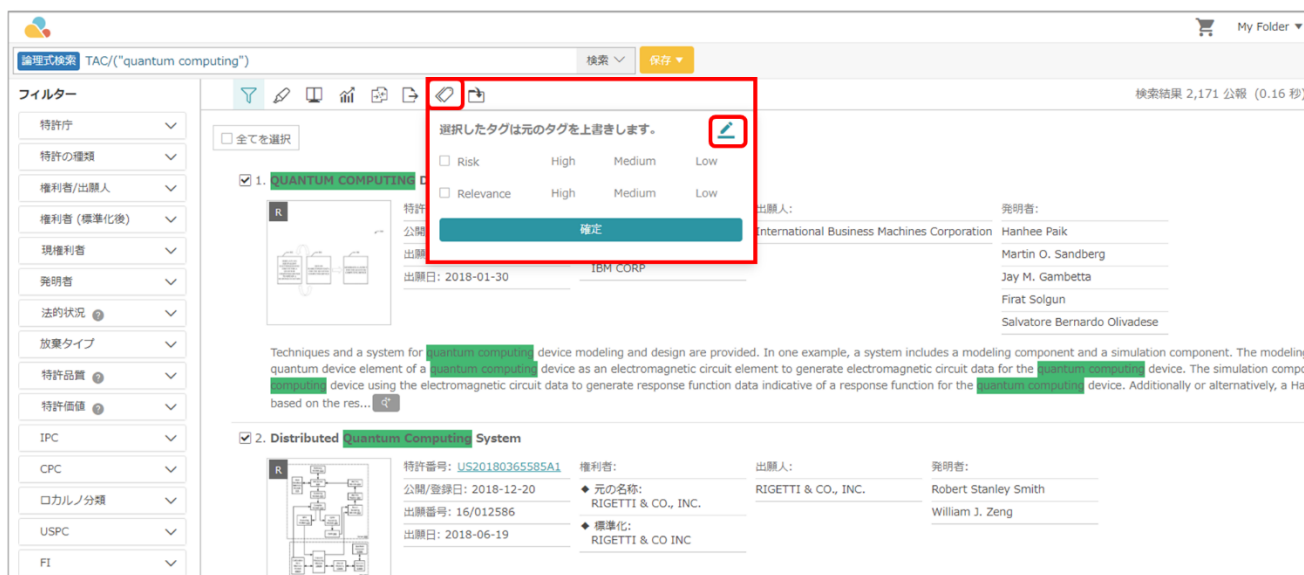 My Folder ▼
論理式検索 TAC/("quantum computing") 検索 保存 ▼
フィルター
検索結果 2,171 公報 (0.16 秒)
特許庁
特許の種類
権利者/出願人
権利者 (標準化後)
現権利者
発明者
法的状況 ?
放棄タイプ
特許品質 ?
特許価値 ?
IPC
CPC
ロカルノ分類
USPC
FI
全てを選択
選択したタグは元のタグを上書きします。
Risk High Medium Low
Relevance High Medium Low
確定
1. QUANTUM COMPUTING D
R
特許
公開
出願
出願日: 2018-01-30
IBM CORP
出願人:
International Business Machines Corporation
発明者:
Hanhee Paik
Martin O. Sandberg
Jay M. Gambetta
Firat Solgun
Salvatore Bernardo Olivadese
Techniques and a system for quantum computing device modeling and design are provided. In one example, a system includes a modeling component and a simulation component. The modeling
quantum device element of a quantum computing device as an electromagnetic circuit element to generate electromagnetic circuit data for the quantum computing device. The simulation compo
computing device using the electromagnetic circuit data to generate response function data indicative of a response function for the quantum computing device. Additionally or alternatively, a Ha
based on the res...
2. Distributed Quantum Computing System
R
特許番号: US20180365585A1
公開/登録日: 2018-12-20
出願番号: 16/012586
出願日: 2018-06-19
権利者:
◆ 元の名称:
RIGETTI & CO., INC.
◆ 標準化:
RIGETTI & CO INC
出願人:
RIGETTI & CO., INC.
発明者:
Robert Stanley Smith
William J. Zeng